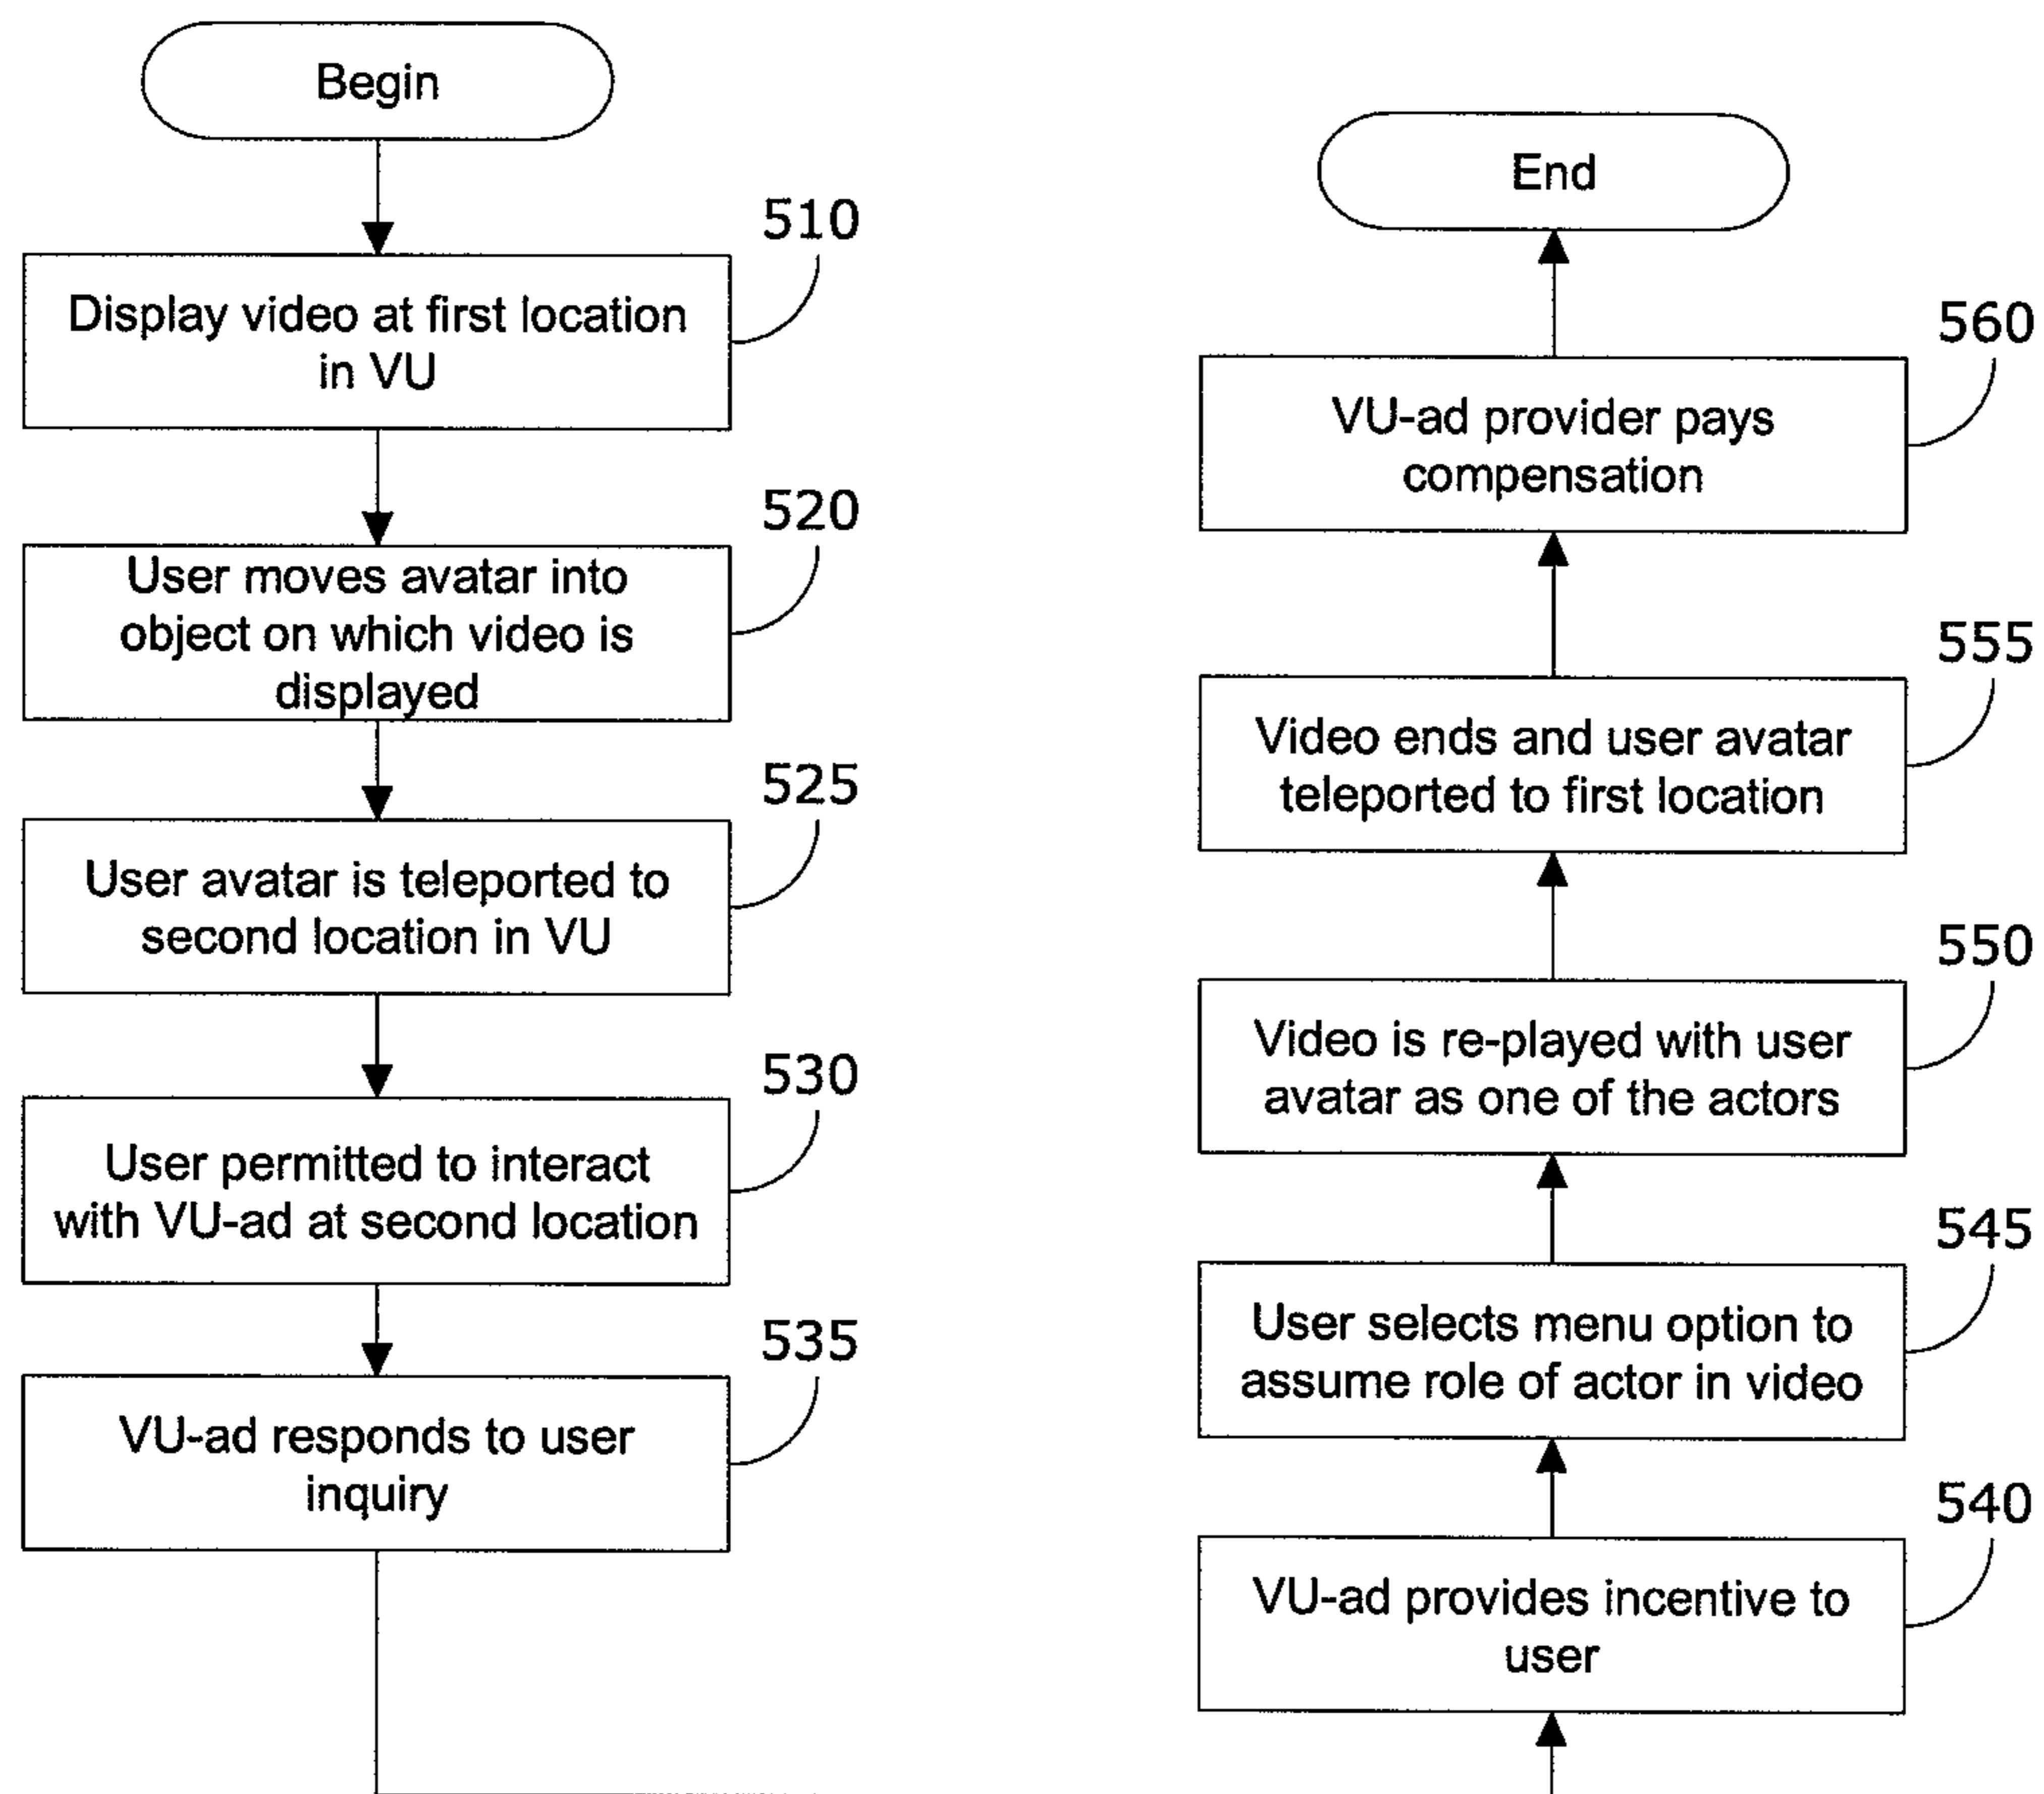 Begin
510
Display video at first location
in VU
520
User moves avatar into
object on which video is
displayed
525
User avatar is teleported to
second location in VU
530
User permitted to interact
with VU-ad at second location
535
VU-ad responds to user
inquiry
End
560
VU-ad provider pays
compensation
555
Video ends and user avatar
teleported to first location
550
Video is re-played with user
avatar as one of the actors
545
User selects menu option to
assume role of actor in video
540
VU-ad provides incentive to
user